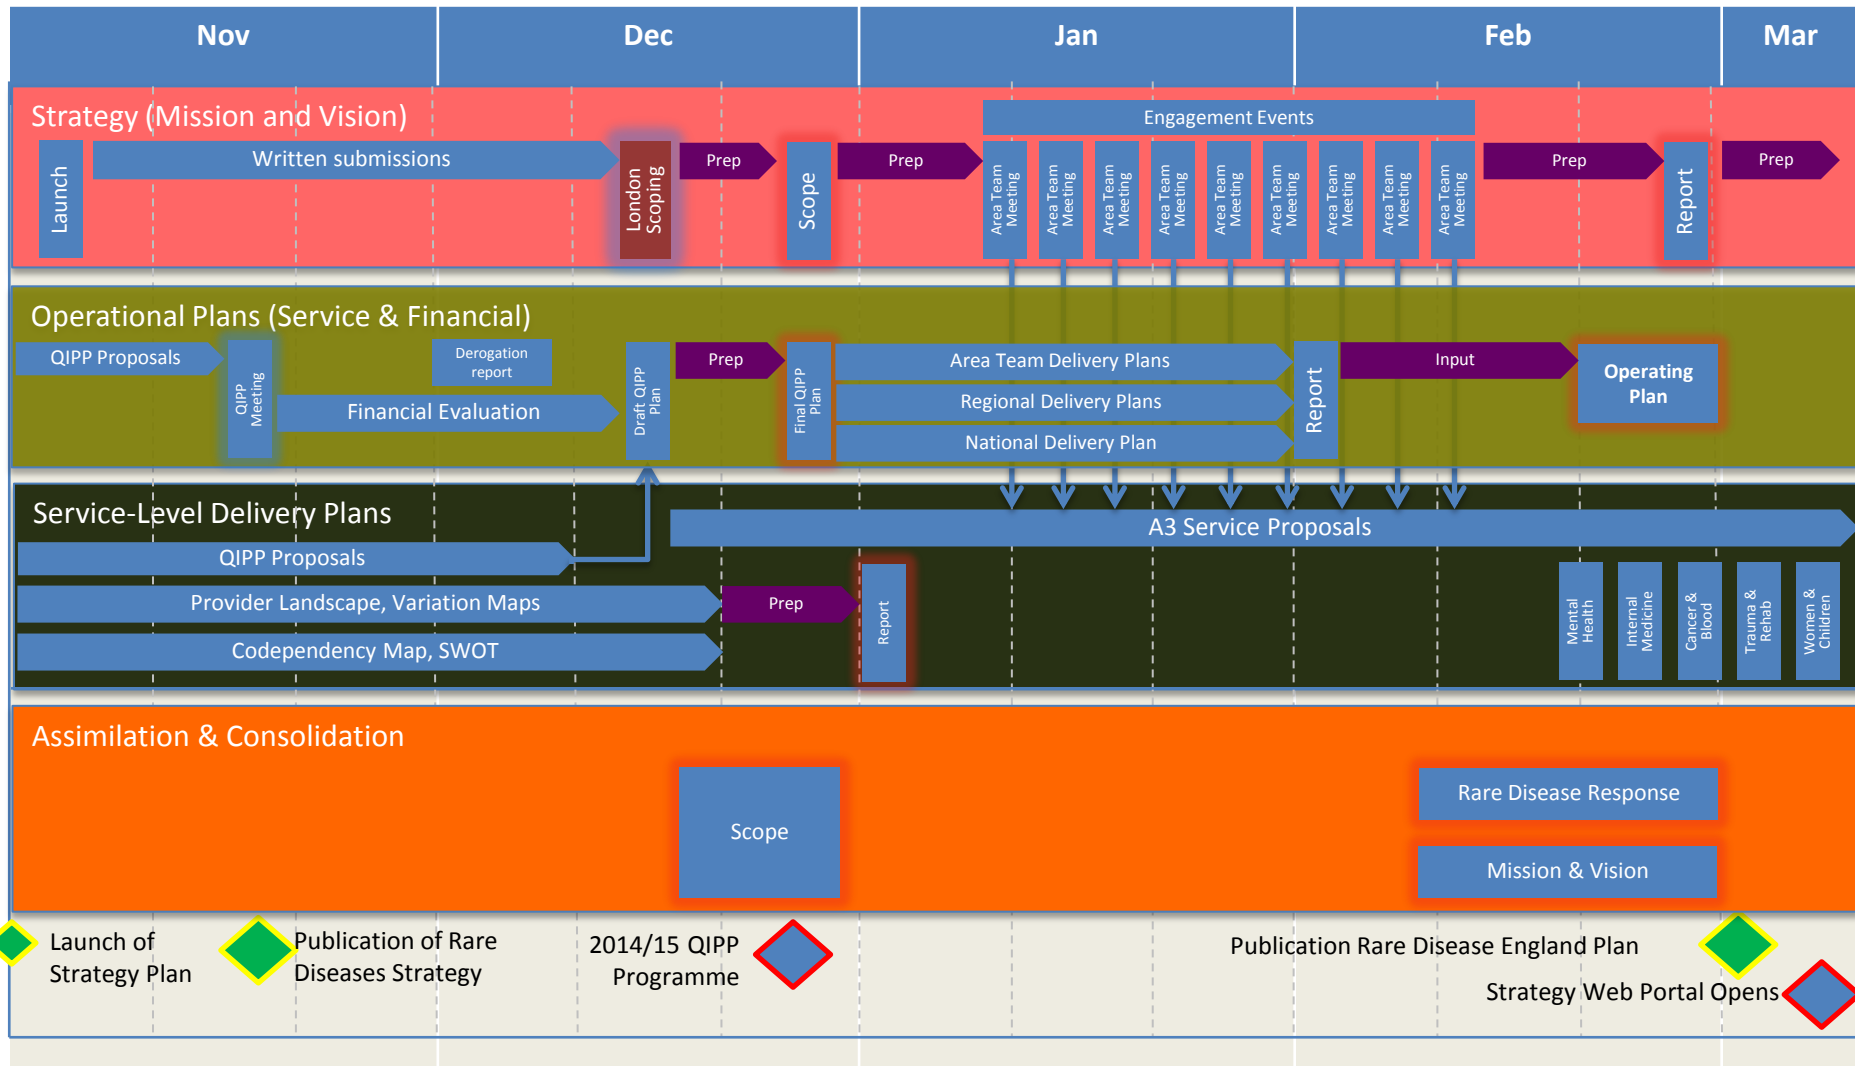 Nov
Dec
Jan
Feb
Mar
Strategy (Mission and Vision)
Engagement Events
Launch
Written submissions
London
Scoping
Prep
Scope
Prep
Area Team
Meeting
Area Team
Meeting
Area Team
Meeting
Area Team
Meeting
Area Team
Meeting
Area Team
Meeting
Area Team
Meeting
Area Team
Meeting
Area Team
Meeting
Prep
Report
Prep
Operational Plans (Service & Financial)
QIPP Proposals
QIPP
Meeting
Derogation
report
Financial Evaluation
Draft QIPP
Plan
Prep
Final QIPP
Plan
Area Team Delivery Plans
Regional Delivery Plans
National Delivery Plan
Report
Input
Operating
Plan
Service-Level Delivery Plans
A3 Service Proposals
QIPP Proposals
Provider Landscape, Variation Maps
Prep
Report
Codependency Map, SWOT
Mental
Health
Internal
Medicine
Cancer &
Blood
Trauma &
Rehab
Women &
Children
Assimilation & Consolidation
Scope
Rare Disease Response
Mission & Vision
Launch of
Strategy Plan
Publication of Rare
Diseases Strategy
2014/15 QIPP
Programme
Publication Rare Disease England Plan
Strategy Web Portal Opens